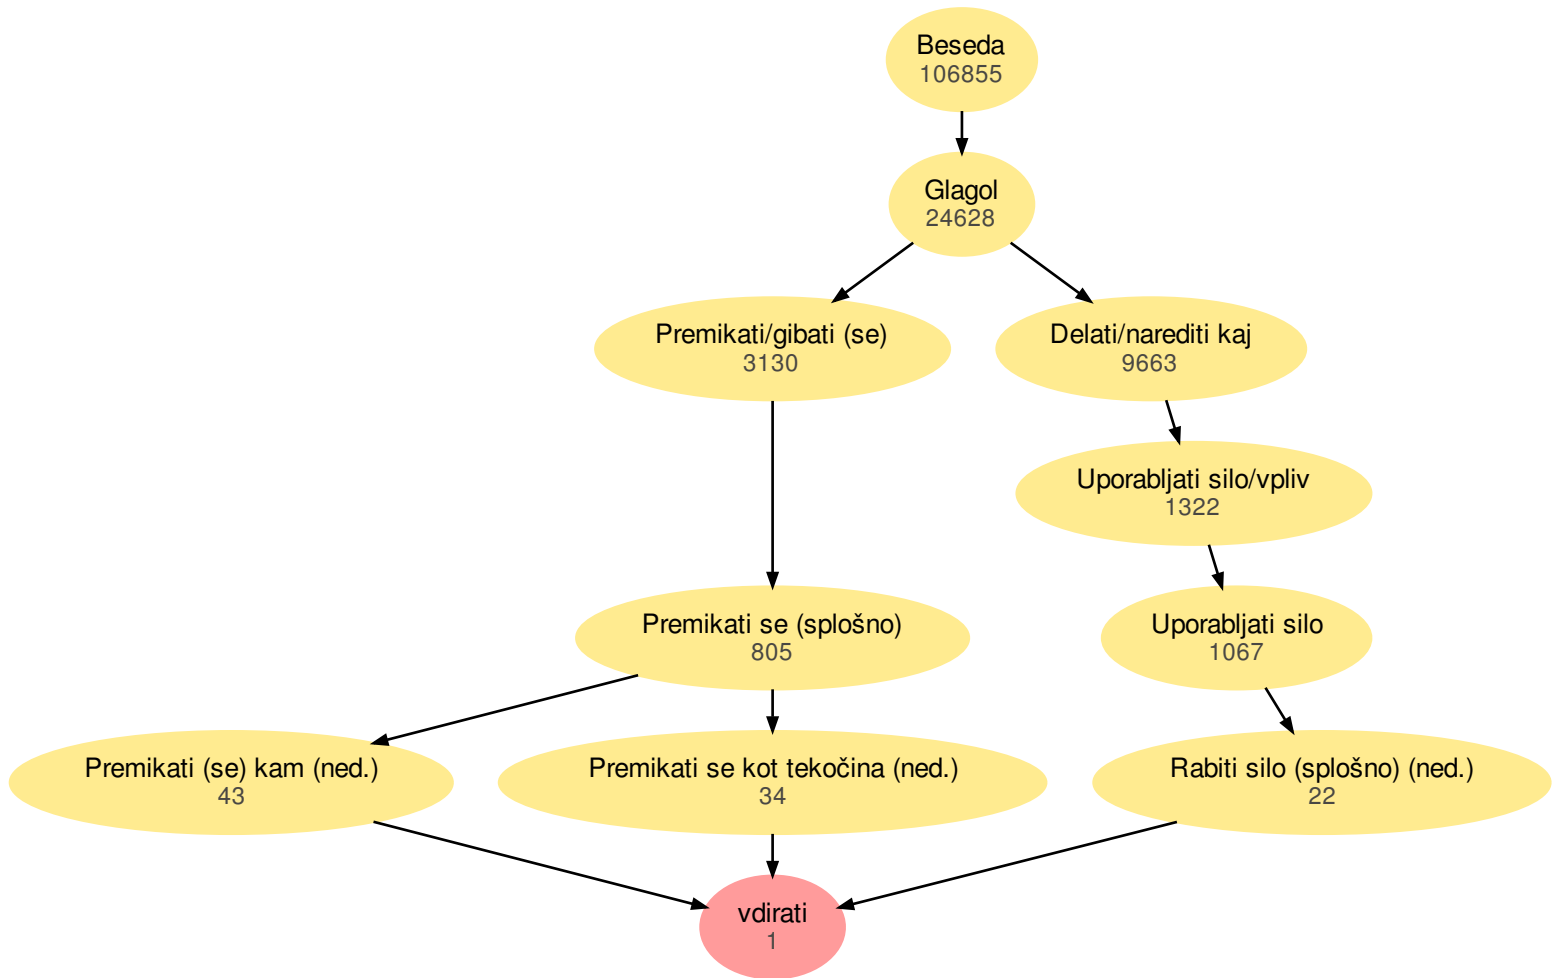 Beseda
106855
Glagol
24628
Premikati/gibati (se)
3130
Delati/narediti kaj
9663
Uporabljati silo/vpliv
1322
Premikati se (splošno)
805
Uporabljati silo
1067
Premikati (se) kam (ned.)
43
Premikati se kot tekočina (ned.)
34
Rabiti silo (splošno) (ned.)
22
vdirati
1